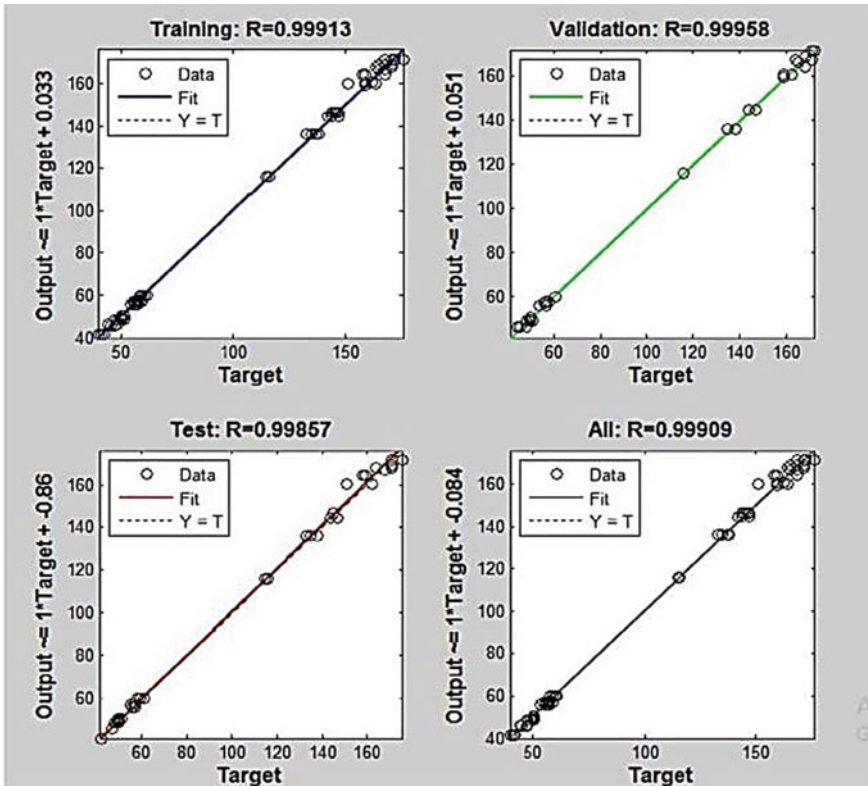 Training: R=0.99913
Output ~= 1*Target + 0.033
160
140
120
100
80
60
40
Data
Fit
Y = T
50
100
150
Target
Validation: R=0.99958
Output ~= 1*Target + 0.051
160
140
120
100
80
60
Data
Fit
Y = T
60
80
100
120
140
160
Target
Test: R=0.99857
Output ~= 1*Target + -0.86
160
140
120
100
80
60
Data
Fit
Y = T
60
80
100
120
140
160
Target
All: R=0.99909
Output ~= 1*Target + -0.084
160
140
120
100
80
60
40
Data
Fit
Y = T
50
100
150
Target
A
G